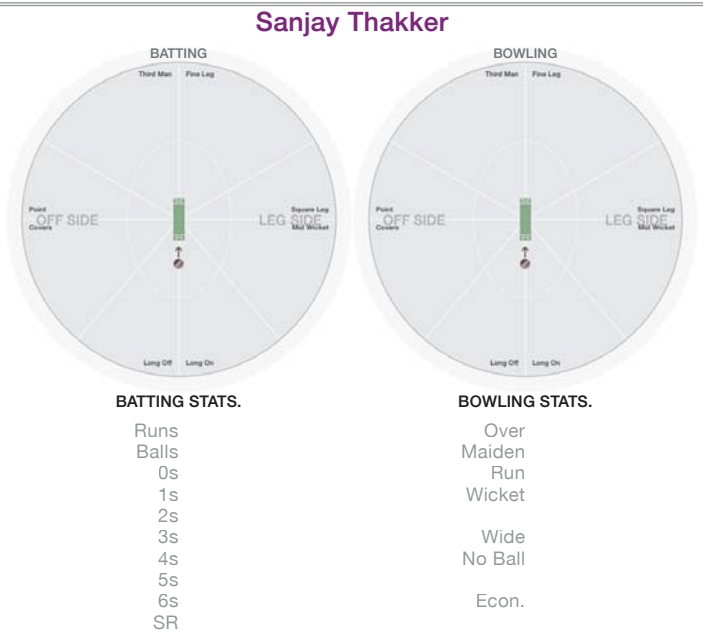 Sanjay Thakker
BATTING
Third Man Fine Leg
Point Square Leg
OFF SIDE LEG SIDE
Covers Mid Wicket
Long Off Long On
BOWLING
Third Man Fine Leg
Point Square Leg
OFF SIDE LEG SIDE
Covers Mid Wicket
Long Off Long On
BATTING STATS.
Runs
Balls
0s
1s
2s
3s
4s
5s
6s
SR
BOWLING STATS.
Over
Maiden
Run
Wicket
Wide
No Ball
Econ.